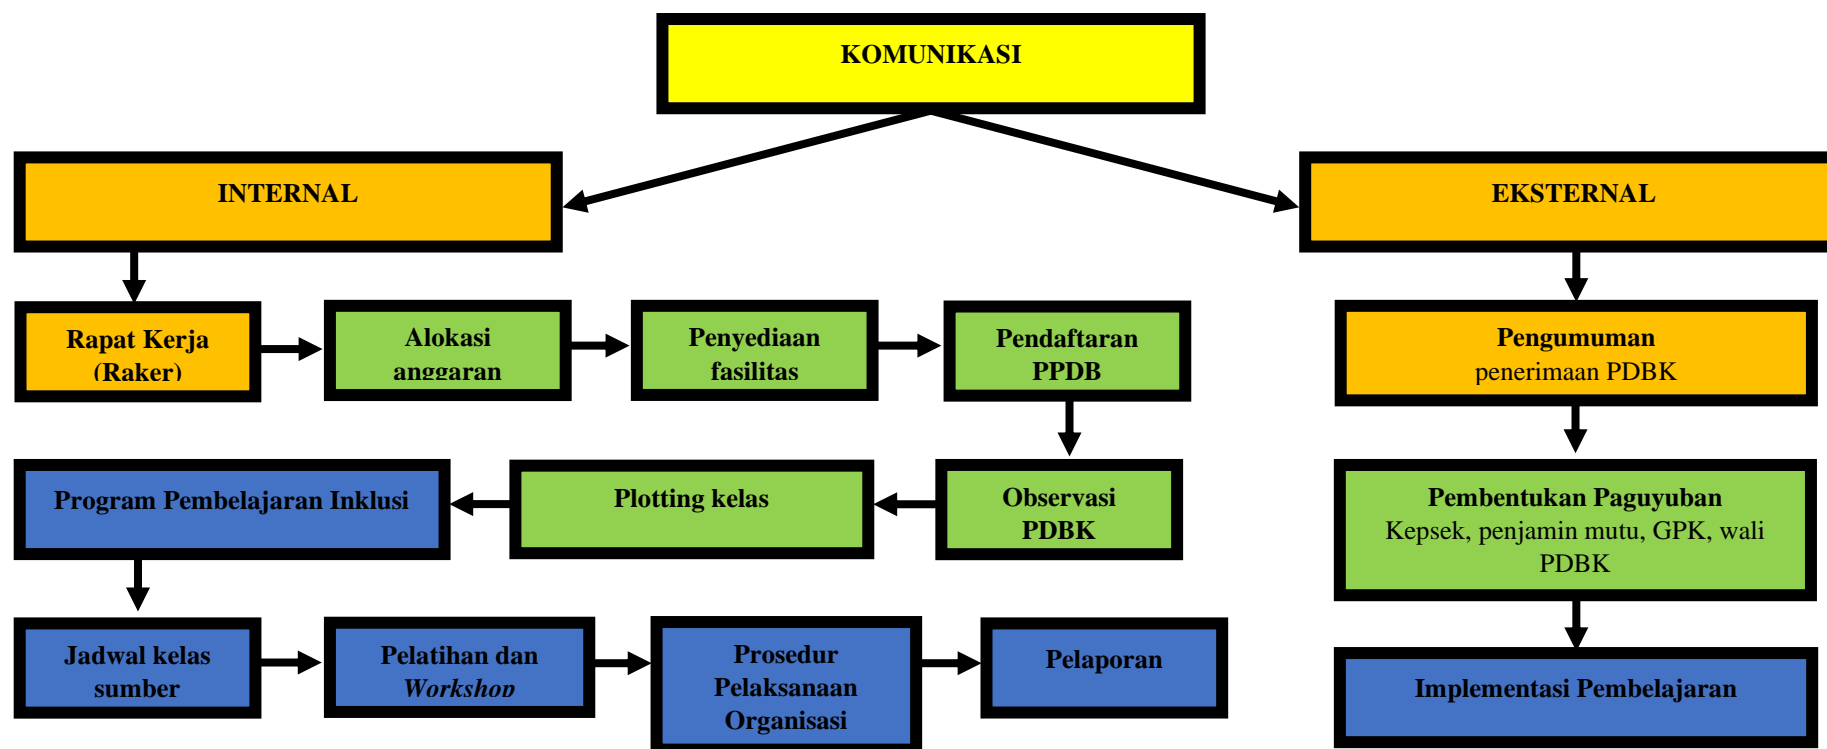 KOMUNIKASI
INTERNAL
EKSTERNAL
Rapat Kerja
(Raker)
Alokasi
anggaran
Penyediaan
fasilitas
Pendaftaran
PPDB
Pengumuman
penerimaan PDBK
Program Pembelajaran Inklusi
Plotting kelas
Observasi
PDBK
Pembentukan Paguyuban
Kepsek, penjamin mutu, GPK, wali
PDBK
Jadwal kelas
sumber
Pelatihan dan
Workshop
Prosedur
Pelaksanaan
Organisasi
Pelaporan
Implementasi Pembelajaran